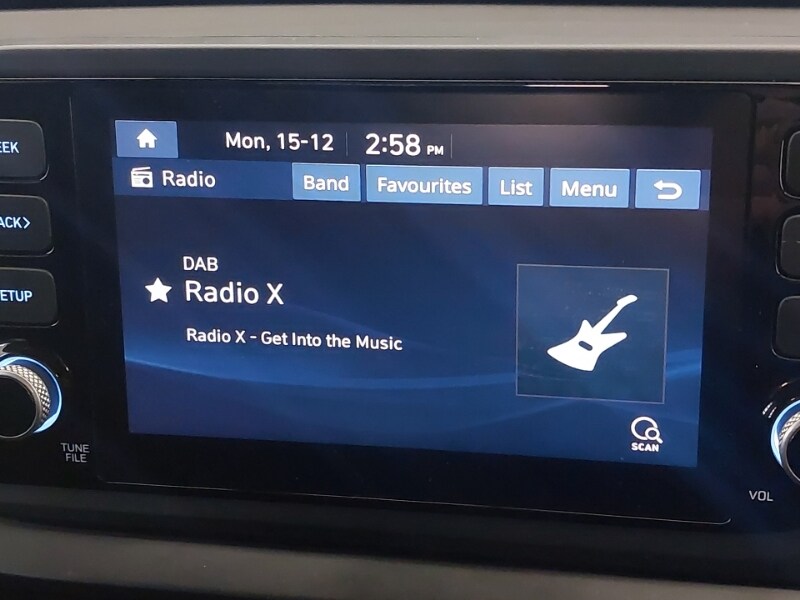 Mon, 15-12 2:58 PM
Radio Band Favourites List Menu
DAB
Radio X
Radio X - Get Into the Music
SCAN
EEK
ACK>
ETUP
TUNE
FILE
VOL